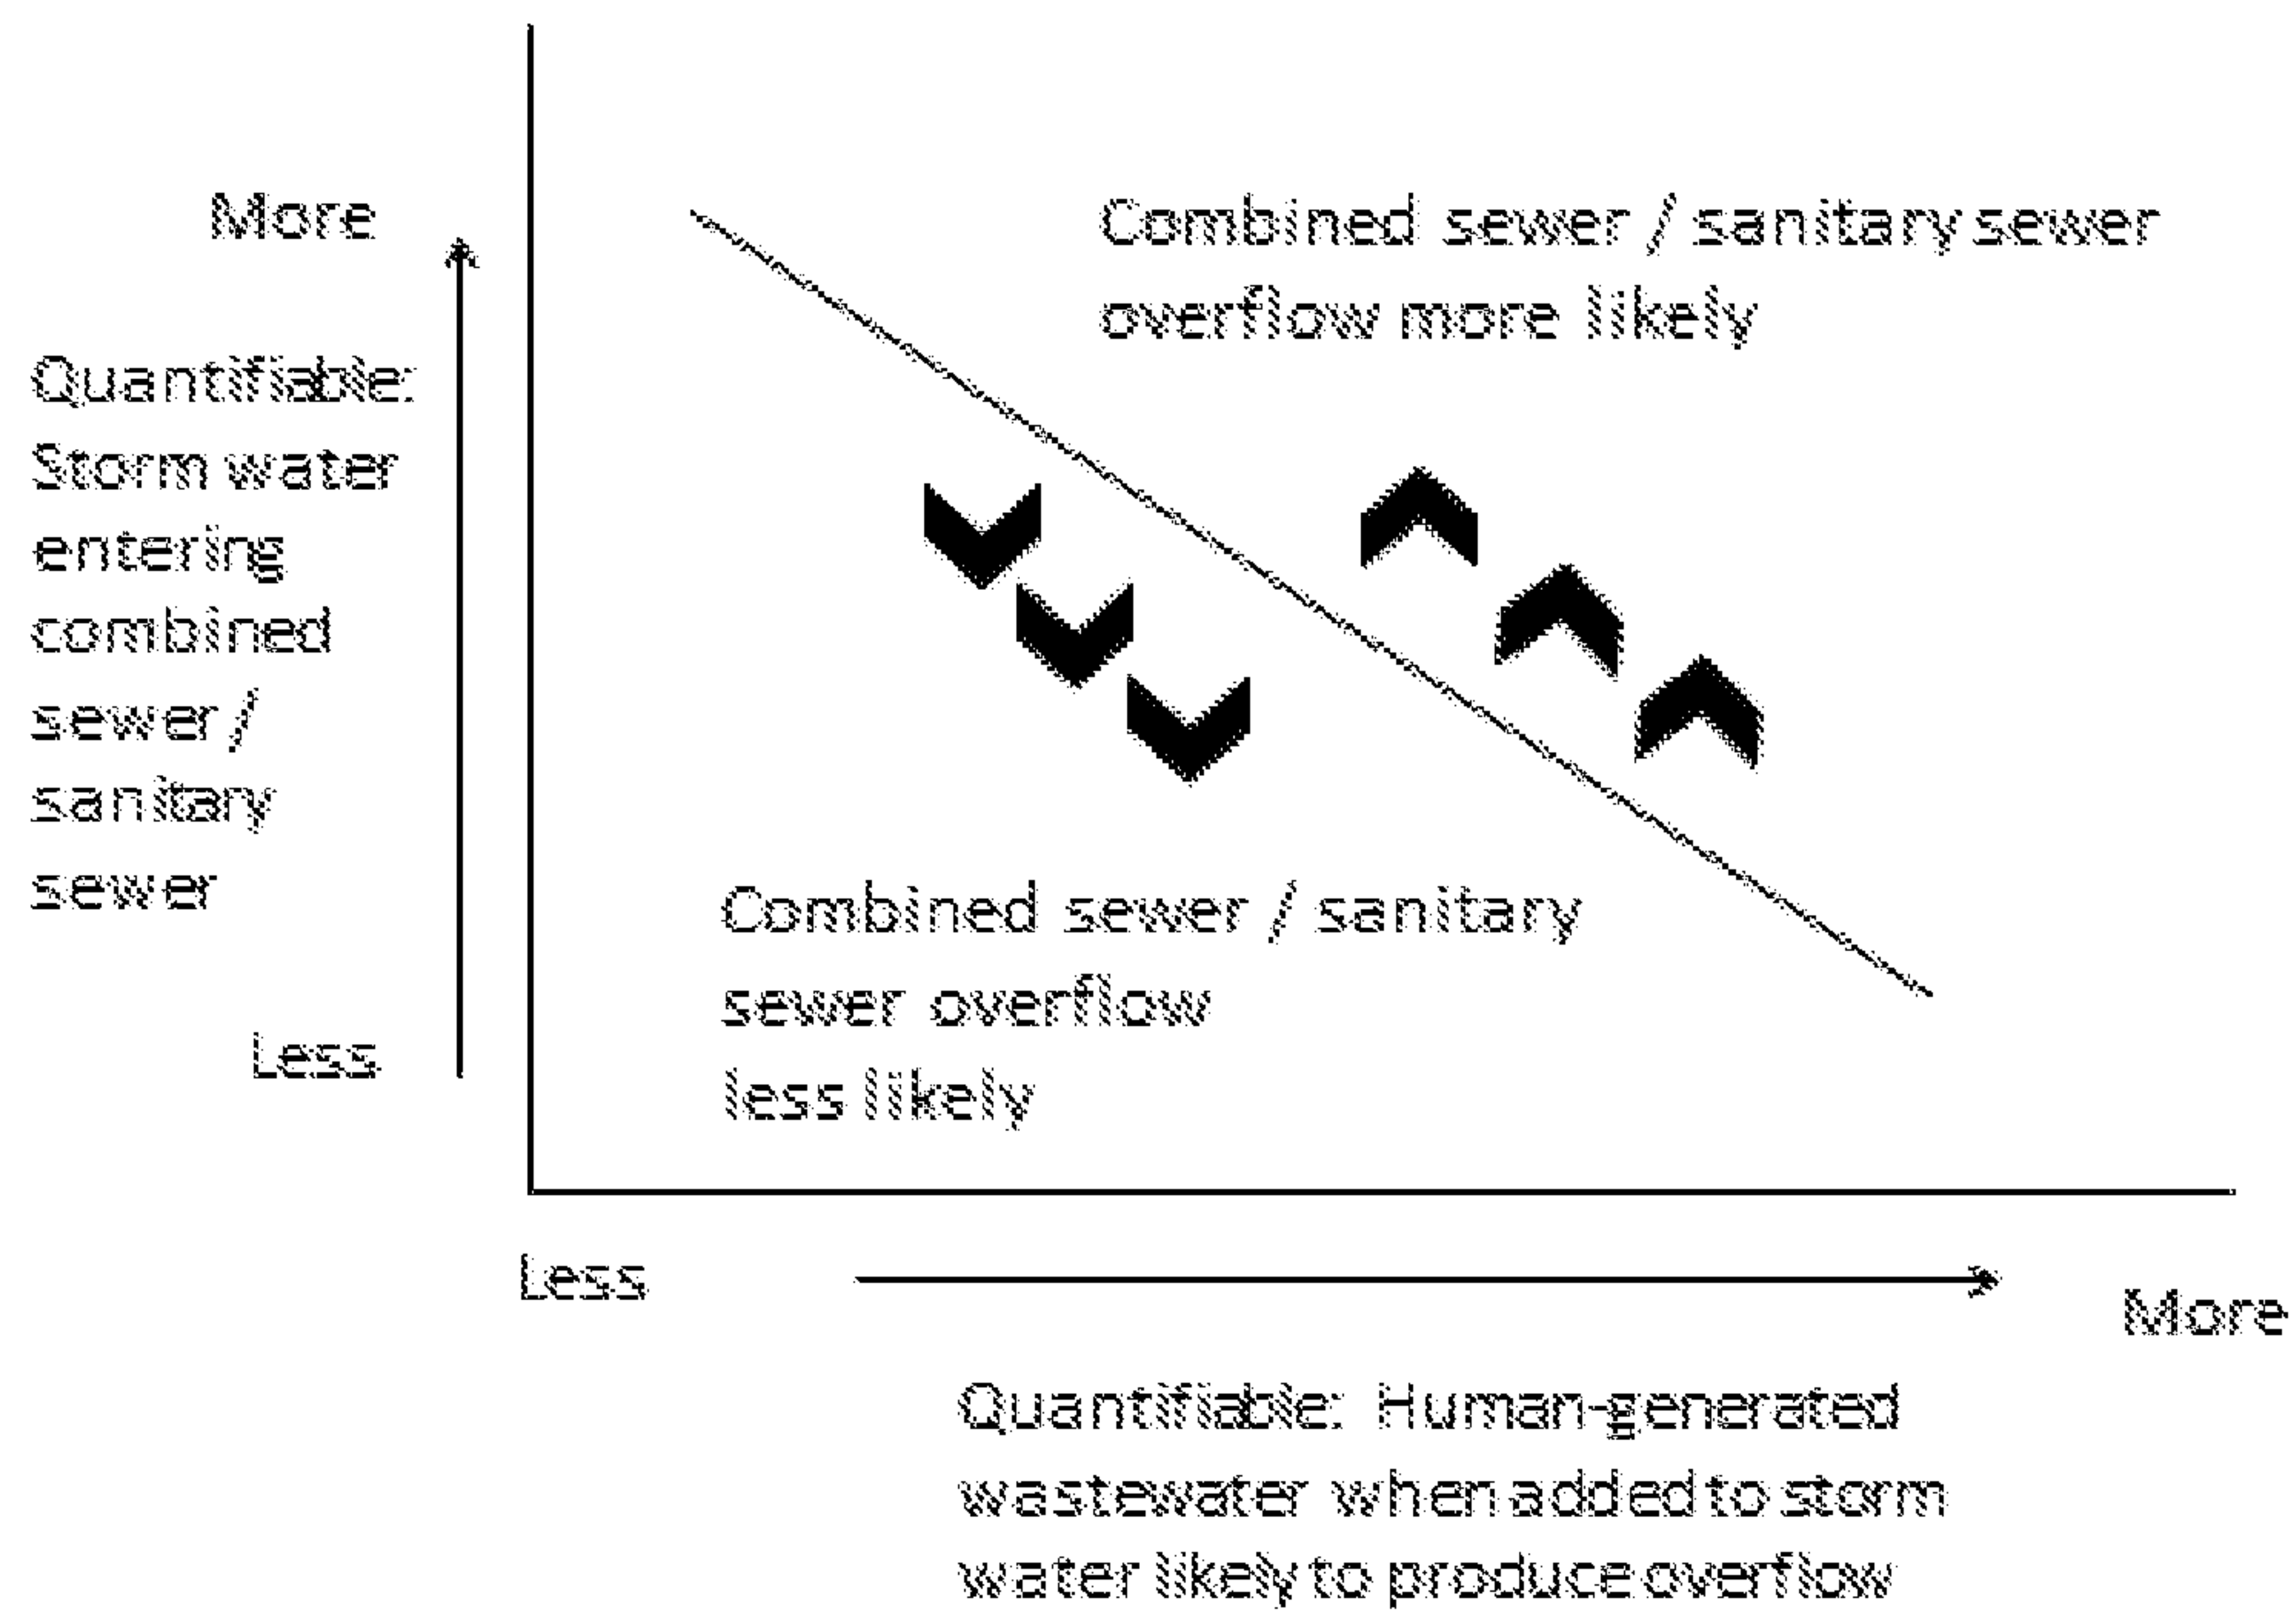 More
Quantifiable:
Storm water
entering
combined
sewer /
sanitary
sewer
Less
Combined sewer / sanitary sewer
overflow more likely
Combined sewer / sanitary
sewer overflow
less likely
Less
More
Quantifiable: Human-generated
wastewater when added to storm
water likely to produce overflow